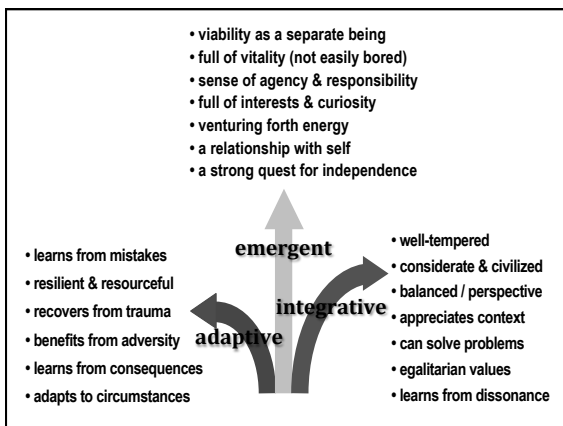 • viability as a separate being
• full of vitality (not easily bored)
• sense of agency & responsibility
• full of interests & curiosity
• venturing forth energy
• a relationship with self
• a strong quest for independence
emergent
integrative
adaptive
• learns from mistakes
• resilient & resourceful
• recovers from trauma
• benefits from adversity
• learns from consequences
• adapts to circumstances
• well-tempered
• considerate & civilized
• balanced / perspective
• appreciates context
• can solve problems
• egalitarian values
• learns from dissonance